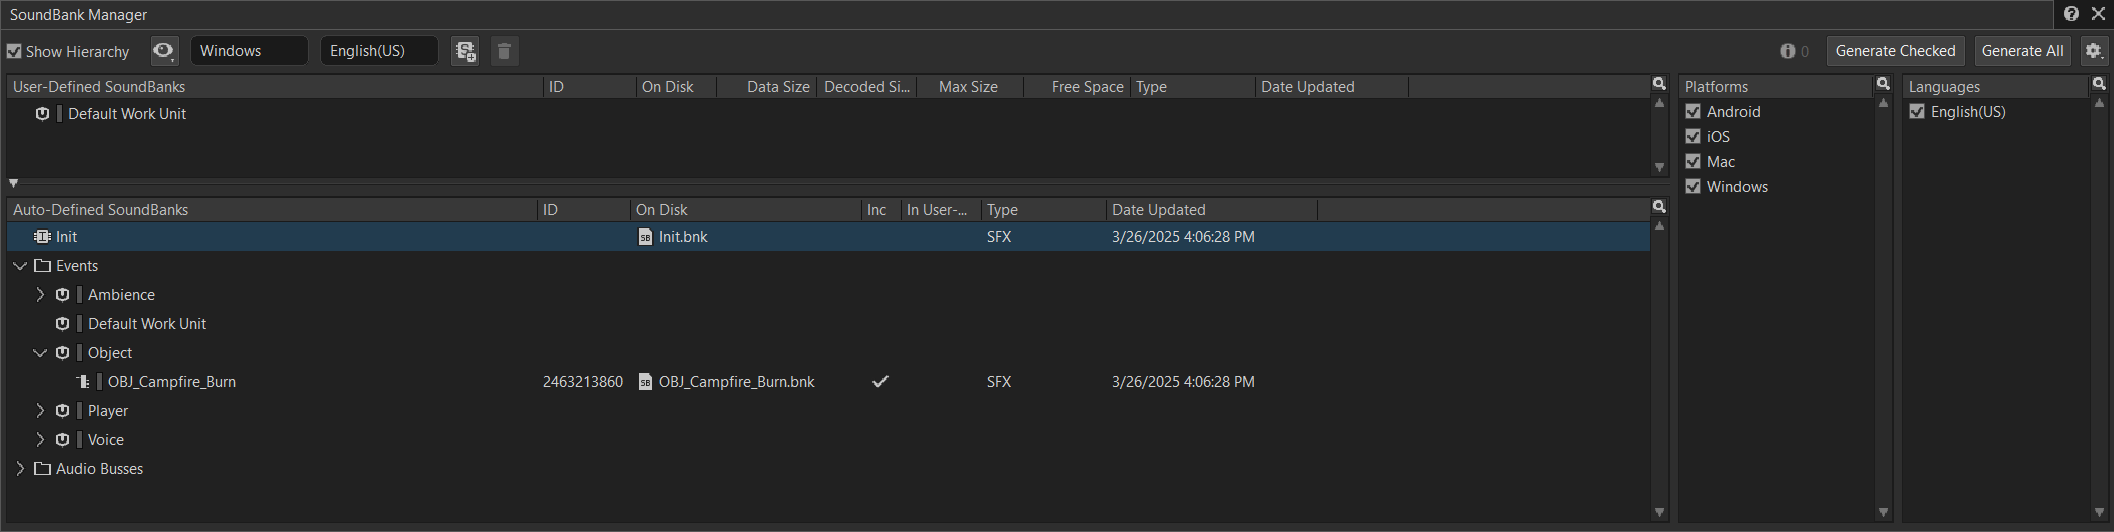 SoundBank Manager
Show Hierarchy Windows English(US) 0 Generate Checked Generate All
User-Defined SoundBanks ID On Disk Data Size Decoded Si... Max Size Free Space Type Date Updated
Default Work Unit
Auto-Defined SoundBanks ID On Disk Inc In User-... Type Date Updated
Init Init.bnk SFX 3/26/2025 4:06:28 PM
Events
Ambience
Default Work Unit
Object
OBJ_Campfire_Burn 2463213860 OBJ_Campfire_Burn.bnk SFX 3/26/2025 4:06:28 PM
Player
Voice
Audio Busses
Platforms
Android
iOS
Mac
Windows
Languages
English(US)